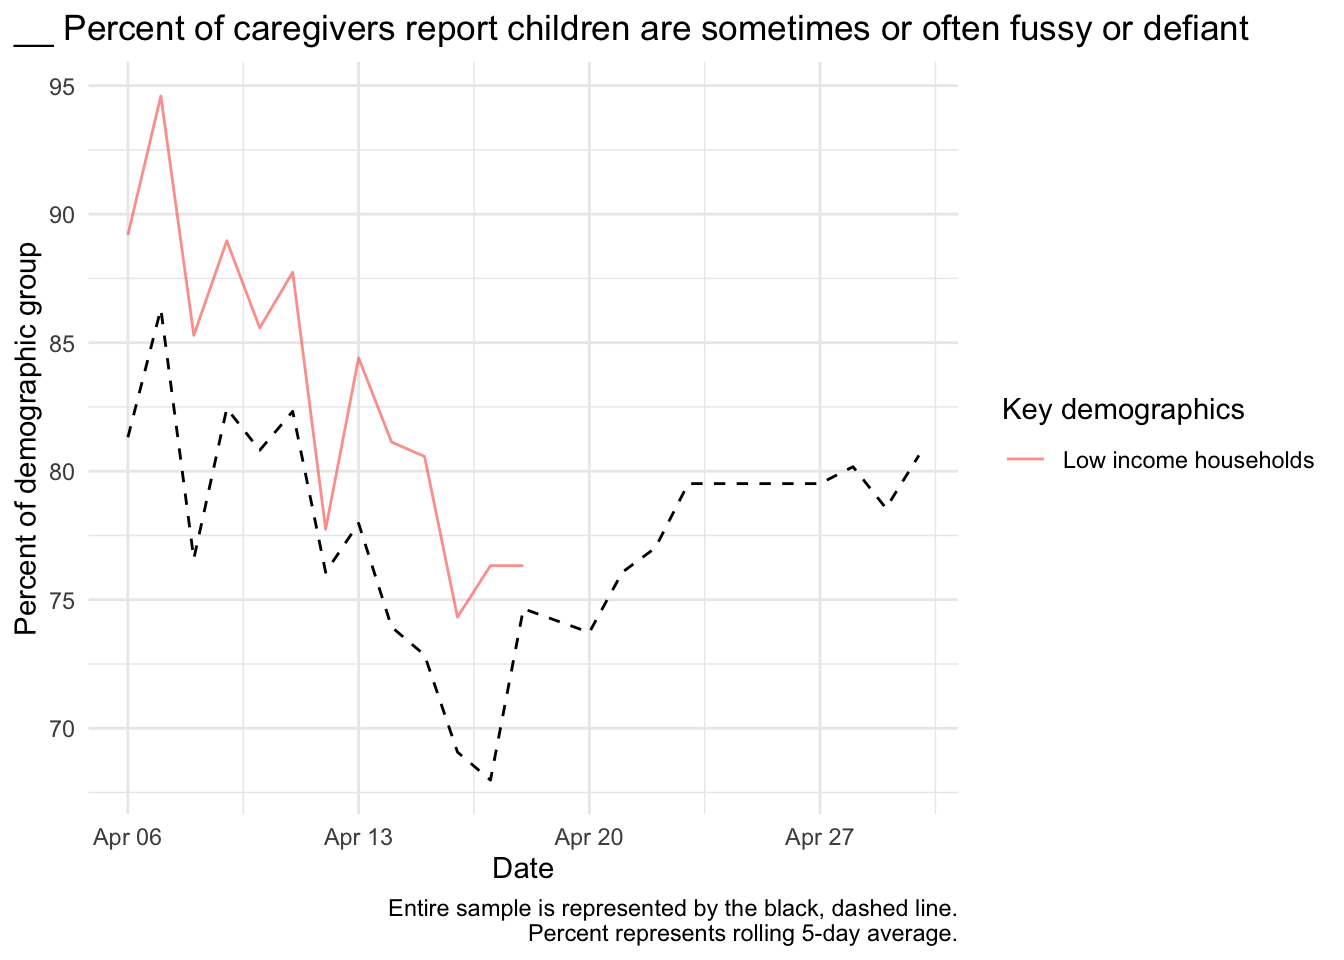 __ Percent of caregivers report children are sometimes or often fussy or defiant
95
90
85
80
75
70
Percent of demographic group
Apr 06
Apr 13
Apr 20
Apr 27
Date
Key demographics
Low income households
Entire sample is represented by the black, dashed line.
Percent represents rolling 5-day average.